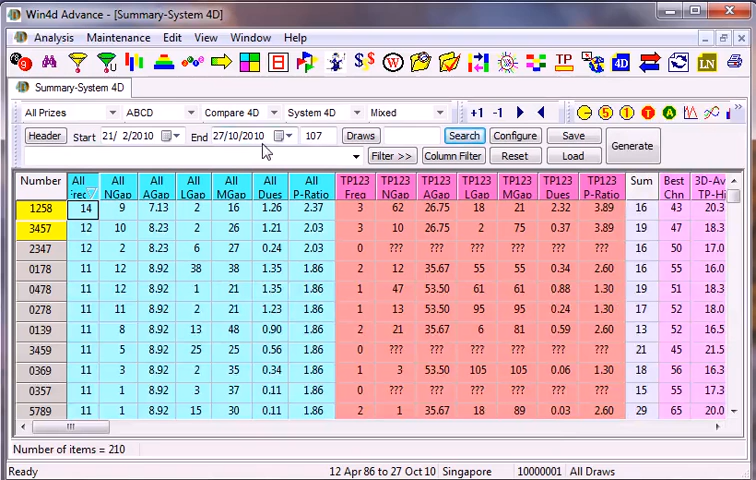 Win4d Advance - [Summary-System 4D]
Analysis Maintenance Edit View Window Help
9 $$ W TP 4D LN
Summary-System 4D
All Prizes ABCD Compare 4D System 4D Mixed +1 -1 5 1 T A
Header Start 21/ 2/2010 End 27/10/2010 107 Draws Search Configure Save Generate
Filter >> Column Filter Reset Load
Number All Freq All NGap All AGap All LGap All MGap All Dues All P-Ratio TP123 Freq TP123 NGap TP123 AGap TP123 LGap TP123 MGap TP123 Dues TP123 P-Ratio Sum Best Chn 3D-Av TP-Hi
1258 14 9 7.13 2 16 1.26 2.37 3 62 26.75 18 21 2.32 3.89 16 43 20.3
3457 12 10 8.23 2 26 1.21 2.03 3 10 26.75 2 75 0.37 3.89 19 47 18.3
2347 12 2 8.23 6 27 0.24 2.03 0 ??? ??? ??? ??? ??? ??? 16 50 17.0
0178 11 12 8.92 38 38 1.35 1.86 2 12 35.67 55 55 0.34 2.60 16 55 16.0
0478 11 12 8.92 1 21 1.35 1.86 1 47 53.50 61 61 0.88 1.30 19 51 18.3
0278 11 11 8.92 2 21 1.23 1.86 1 13 53.50 95 95 0.24 1.30 17 52 18.0
0139 11 8 8.92 13 48 0.90 1.86 2 21 35.67 6 81 0.59 2.60 13 52 16.5
3459 11 5 8.92 25 25 0.56 1.86 0 ??? ??? ??? ??? ??? ??? 21 45 21.5
0369 11 3 8.92 2 35 0.34 1.86 1 3 53.50 105 105 0.06 1.30 18 56 16.3
0357 11 1 8.92 3 37 0.11 1.86 0 ??? ??? ??? ??? ??? ??? 15 55 17.3
5789 11 1 8.92 15 30 0.11 1.86 2 1 35.67 18 89 0.03 2.60 29 65 20.0
Number of items = 210
Ready 12 Apr 86 to 27 Oct 10 Singapore 10000001 All Draws